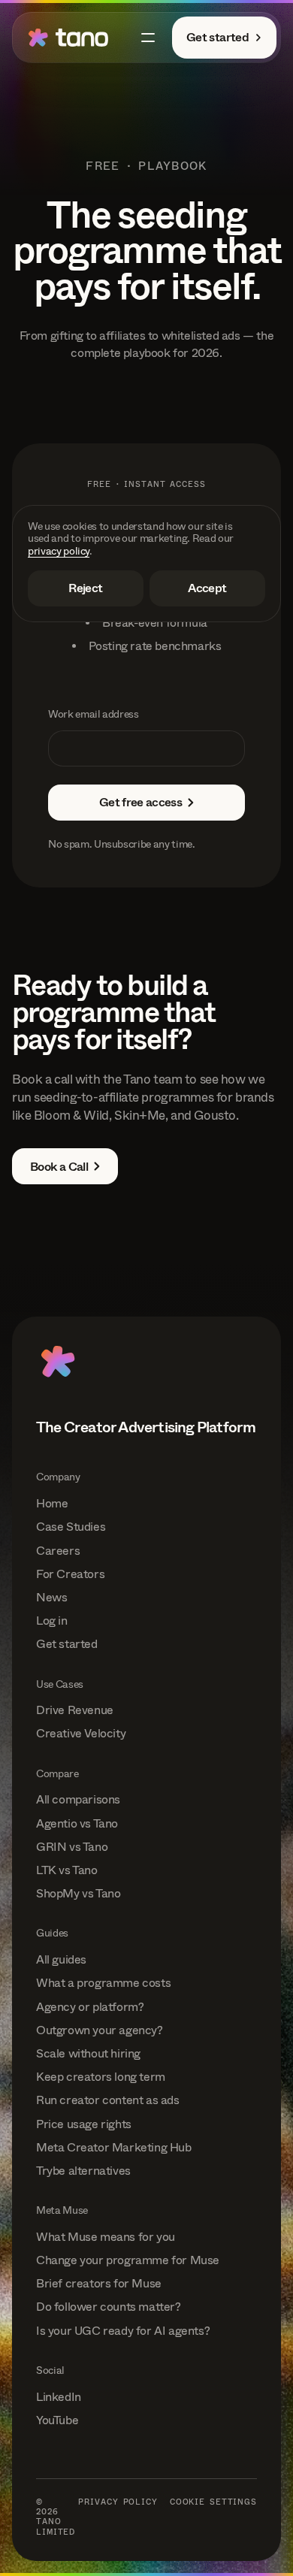 tano
Get started
FREE · PLAYBOOK
The seeding
programme that
pays for itself.
From gifting to affiliates to whitelisted ads — the
complete playbook for 2026.
FREE · INSTANT ACCESS
We use cookies to understand how our site is
used and to improve our marketing. Read our
privacy policy.
Reject
Accept
Break-even formula
Posting rate benchmarks
Work email address
Get free access
No spam. Unsubscribe any time.
Ready to build a
programme that
pays for itself?
Book a call with the Tano team to see how we
run seeding-to-affiliate programmes for brands
like Bloom & Wild, Skin+Me, and Gousto.
Book a Call
The Creator Advertising Platform
Company
Home
Case Studies
Careers
For Creators
News
Log in
Get started
Use Cases
Drive Revenue
Creative Velocity
Compare
All comparisons
Agentio vs Tano
GRIN vs Tano
LTK vs Tano
ShopMy vs Tano
Guides
All guides
What a programme costs
Agency or platform?
Outgrown your agency?
Scale without hiring
Keep creators long term
Run creator content as ads
Price usage rights
Meta Creator Marketing Hub
Trybe alternatives
Meta Muse
What Muse means for you
Change your programme for Muse
Brief creators for Muse
Do follower counts matter?
Is your UGC ready for AI agents?
Social
LinkedIn
YouTube
©
2026
TANO
LIMITED
PRIVACY POLICY
COOKIE SETTINGS